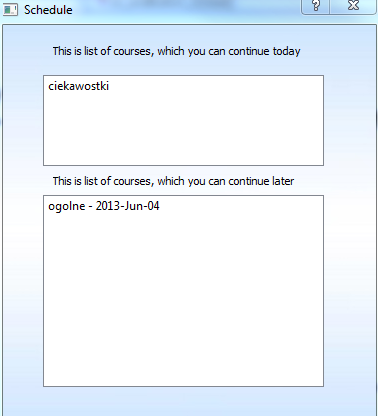 Schedule
This is list of courses, which you can continue today
ciekawostki
This is list of courses, which you can continue later
ogolne - 2013-Jun-04